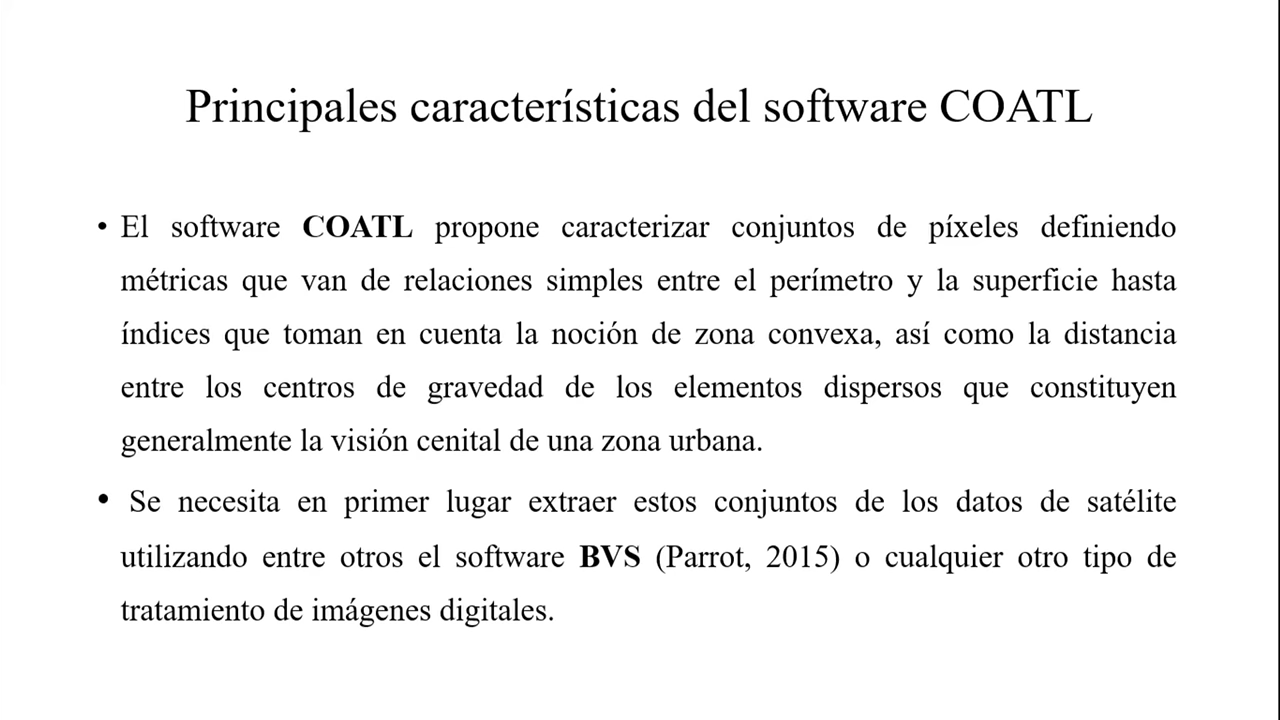 Principales características del software COATL
• El software COATL propone caracterizar conjuntos de píxeles definiendo
métricas que van de relaciones simples entre el perímetro y la superficie hasta
índices que toman en cuenta la noción de zona convexa, así como la distancia
entre los centros de gravedad de los elementos dispersos que constituyen
generalmente la visión cenital de una zona urbana.
• Se necesita en primer lugar extraer estos conjuntos de los datos de satélite
utilizando entre otros el software BVS (Parrot, 2015) o cualquier otro tipo de
tratamiento de imágenes digitales.